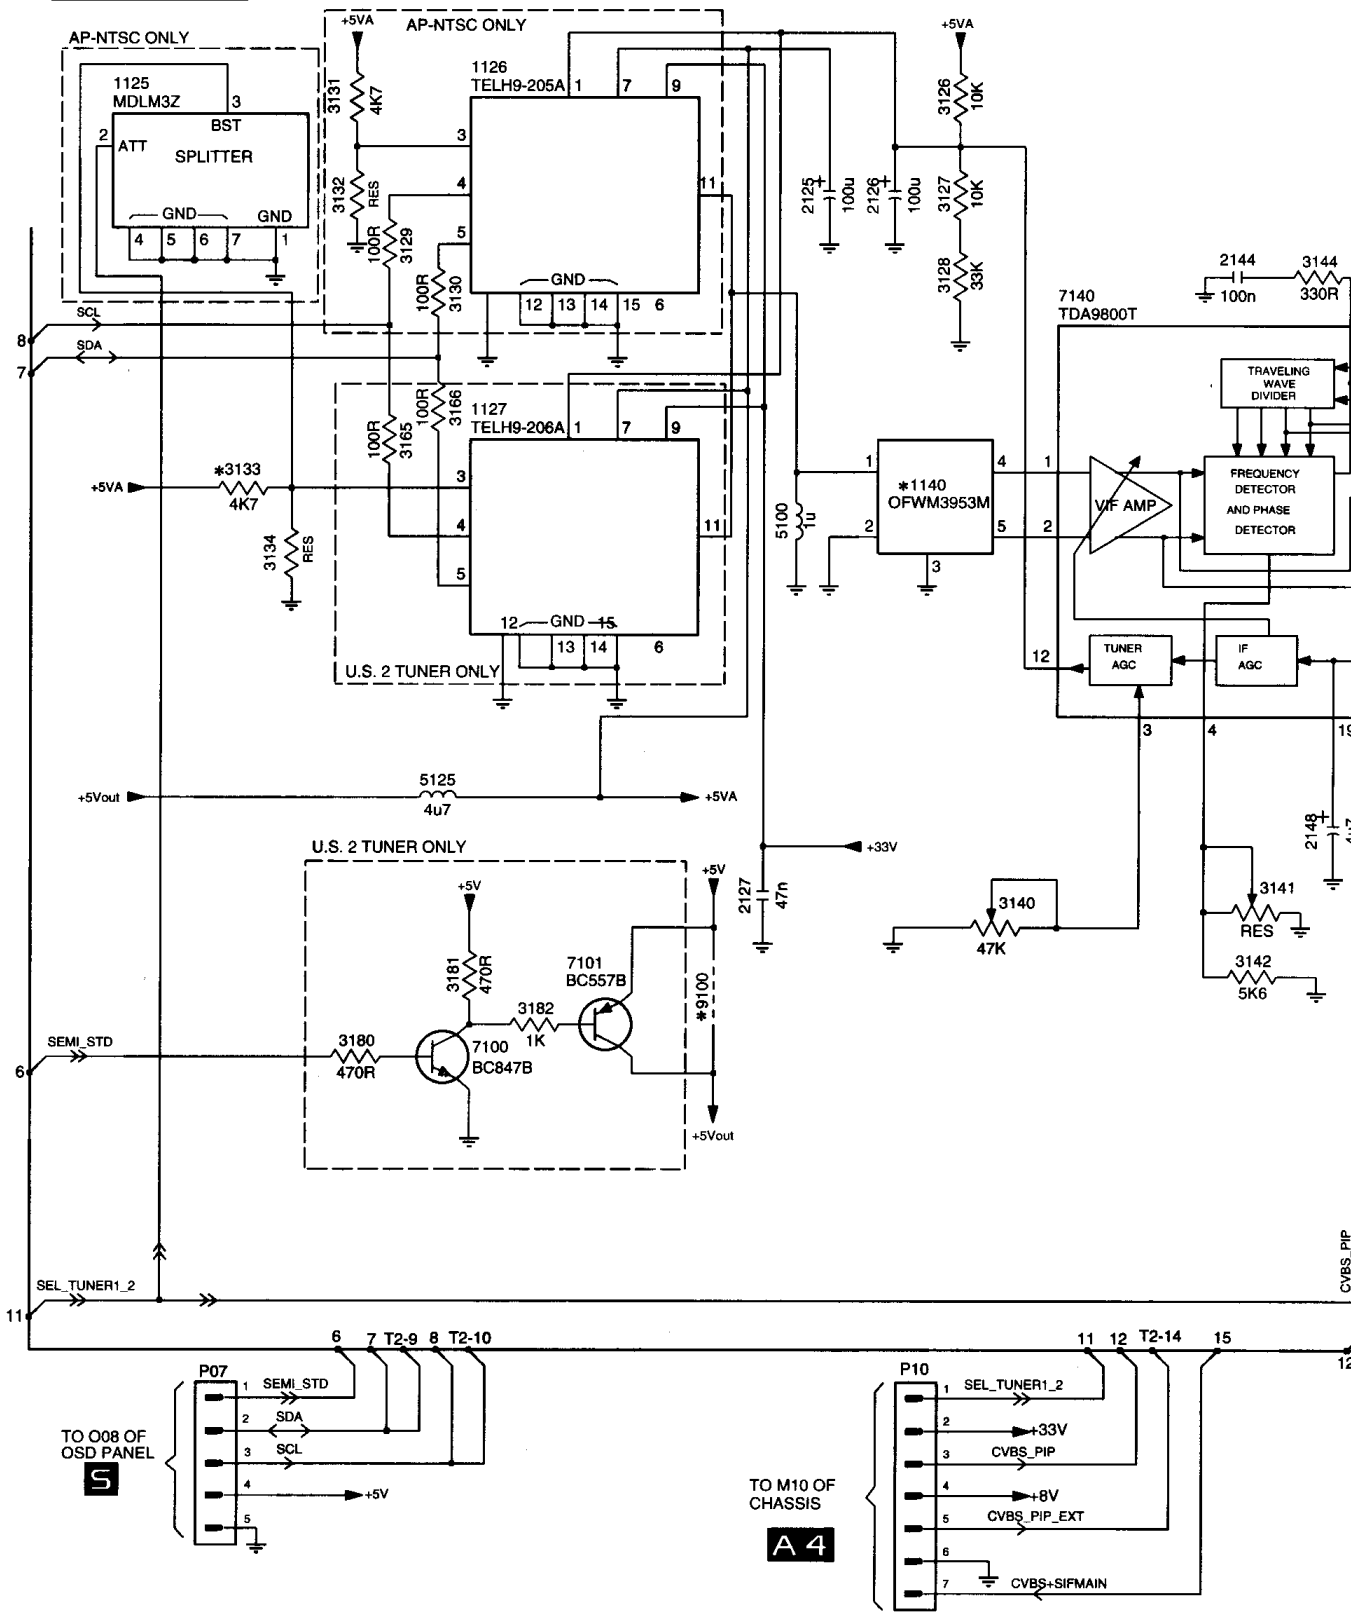 AP-NTSC ONLY
1125
MDLM3Z
3
BST
2
ATT
SPLITTER
GND
GND
4
5
6
7
1
AP-NTSC ONLY
+5VA
3131
4K7
3132
RES
1126
TELH9-205A
1
7
9
3
4
5
11
100R
3129
100R
3130
GND
12
13
14
15
6
2125
+
100u
2126
+
100u
+5VA
3126
10K
3127
10K
3128
33K
2144
100n
3144
330R
7140
TDA9800T
TRAVELING
WAVE
DIVIDER
8
SCL
7
SDA
100R
3165
100R
3166
1127
TELH9-206A
1
7
9
3
4
5
11
12
GND
15
13
14
6
U.S. 2 TUNER ONLY
+5VA
*3133
4K7
3134
RES
5100
1u
1
2
*1140
OFWM3953M
4
5
3
1
2
VIF AMP
FREQUENCY
DETECTOR
AND PHASE
DETECTOR
12
TUNER
AGC
IF
AGC
3
4
19
+5Vout
5125
4u7
+5VA
+33V
2127
47n
3140
47K
2148
+
4u7
3141
RES
3142
5K6
U.S. 2 TUNER ONLY
+5V
3181
470R
7101
BC557B
3182
1K
3180
470R
7100
BC847B
+5V
*9100
+5Vout
SEMI_STD
6
SEL_TUNER1_2
11
CVBS_PIP
6
7
T2-9
8
T2-10
11
12
T2-14
15
12
P07
1
SEMI_STD
2
SDA
3
SCL
4
+5V
5
TO O08 OF
OSD PANEL
S
P10
1
SEL_TUNER1_2
2
+33V
3
CVBS_PIP
4
+8V
5
CVBS_PIP_EXT
6
7
CVBS+SIFMAIN
TO M10 OF
CHASSIS
A 4